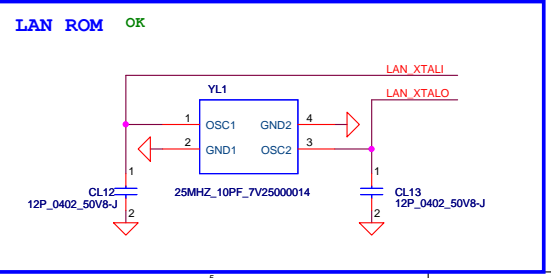 LAN ROM OK
LAN_XTALI
YL1
LAN_XTALO
1 OSC1 GND2 4
2 GND1 OSC2 3
1 1
CL12 25MHZ_10PF_7V25000014 CL13
12P_0402_50V8-J 12P_0402_50V8-J
2 2